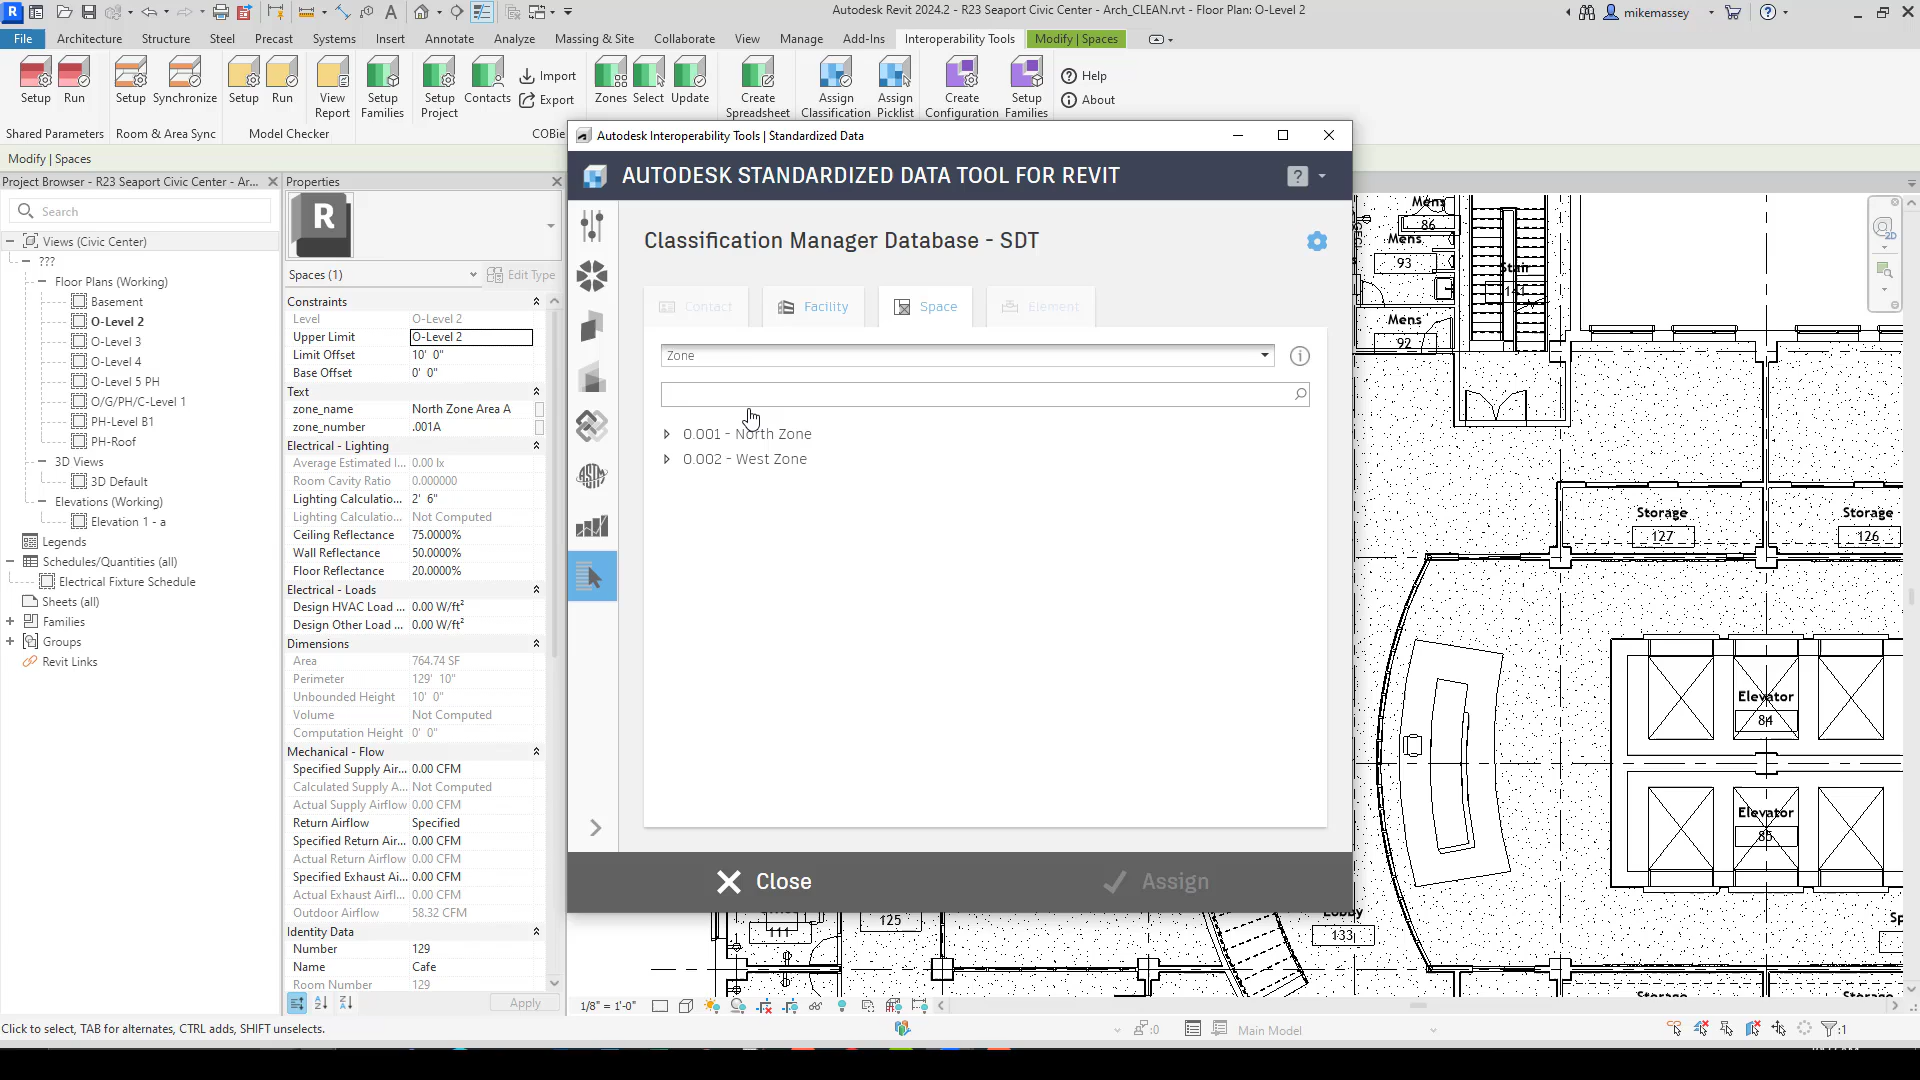 Autodesk Revit 2024.2 - R23 Seaport Civic Center - Arch_CLEAN.rvt - Floor Plan: O-Level 2
mikemassey
File Architecture Structure Steel Precast Systems Insert Annotate Analyze Massing & Site Collaborate View Manage Add-Ins Interoperability Tools Modify | Spaces
Setup Run Setup Synchronize Setup Run View Report Setup Families Setup Project Contacts Import Export Zones Select Update Create Spreadsheet Assign Classification Assign Picklist Create Configuration Setup Families Help About
Shared Parameters Room & Area Sync Model Checker COBie
Modify | Spaces
Project Browser - R23 Seaport Civic Center - Ar...
Search
Views (Civic Center)
???
Floor Plans (Working)
Basement
O-Level 2
O-Level 3
O-Level 4
O-Level 5 PH
O/G/PH/C-Level 1
PH-Level B1
PH-Roof
3D Views
3D Default
Elevations (Working)
Elevation 1 - a
Legends
Schedules/Quantities (all)
Electrical Fixture Schedule
Sheets (all)
Families
Groups
Revit Links
Properties
R
Spaces (1) Edit Type
Constraints
Level O-Level 2
Upper Limit O-Level 2
Limit Offset 10' 0"
Base Offset 0' 0"
Text
zone_name North Zone Area A
zone_number .001A
Electrical - Lighting
Average Estimated I... 0.00 lx
Room Cavity Ratio 0.000000
Lighting Calculatio... 2' 6"
Lighting Calculatio... Not Computed
Ceiling Reflectance 75.0000%
Wall Reflectance 50.0000%
Floor Reflectance 20.0000%
Electrical - Loads
Design HVAC Load ... 0.00 W/ft²
Design Other Load ... 0.00 W/ft²
Dimensions
Area 764.74 SF
Perimeter 129' 10"
Unbounded Height 10' 0"
Volume Not Computed
Computation Height 0' 0"
Mechanical - Flow
Specified Supply Air... 0.00 CFM
Calculated Supply A... Not Computed
Actual Supply Airflow 0.00 CFM
Return Airflow Specified
Specified Return Air... 0.00 CFM
Actual Return Airflow 0.00 CFM
Specified Exhaust Ai... 0.00 CFM
Actual Exhaust Airfl... 0.00 CFM
Outdoor Airflow 58.32 CFM
Identity Data
Number 129
Name Cafe
Room Number 129
Apply
Autodesk Interoperability Tools | Standardized Data
AUTODESK STANDARDIZED DATA TOOL FOR REVIT
?
Classification Manager Database - SDT
Contact Facility Space Element
Zone
0.001 - North Zone
0.002 - West Zone
ASTM
Close Assign
Mens
86
Mens
93
Stair
141
Mens
92
Storage
127
Storage
126
Elevator
84
Elevator
85
111
125
Lobby
133
2D
1/8" = 1'-0"
Click to select, TAB for alternates, CTRL adds, SHIFT unselects.
:0
Main Model
:1